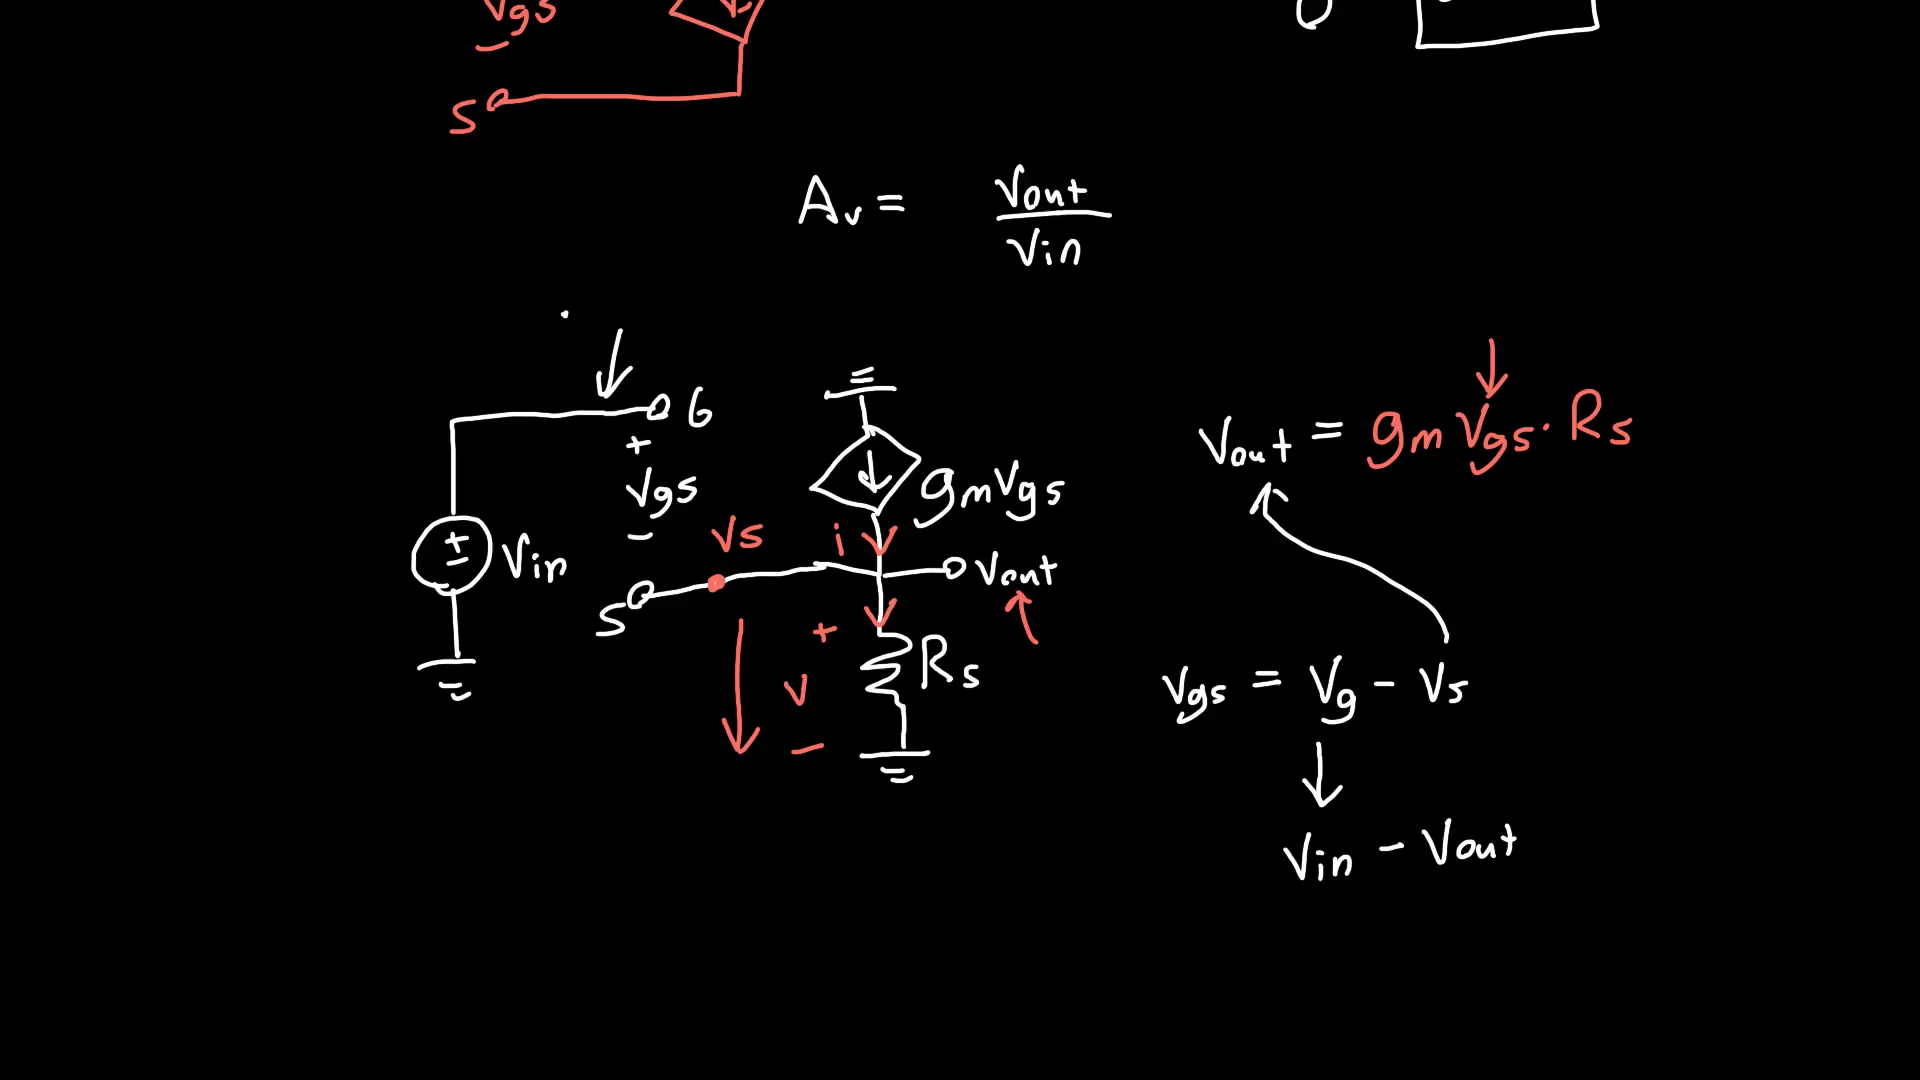 Vgs
−
S
Av = Vout
Vin
G
+
Vgs
−
Vin
+
−
S
Vs
i
gmVgs
Vout
+
V
−
Rs
Vout = gm Vgs · Rs
Vgs = Vg − Vs
Vin − Vout